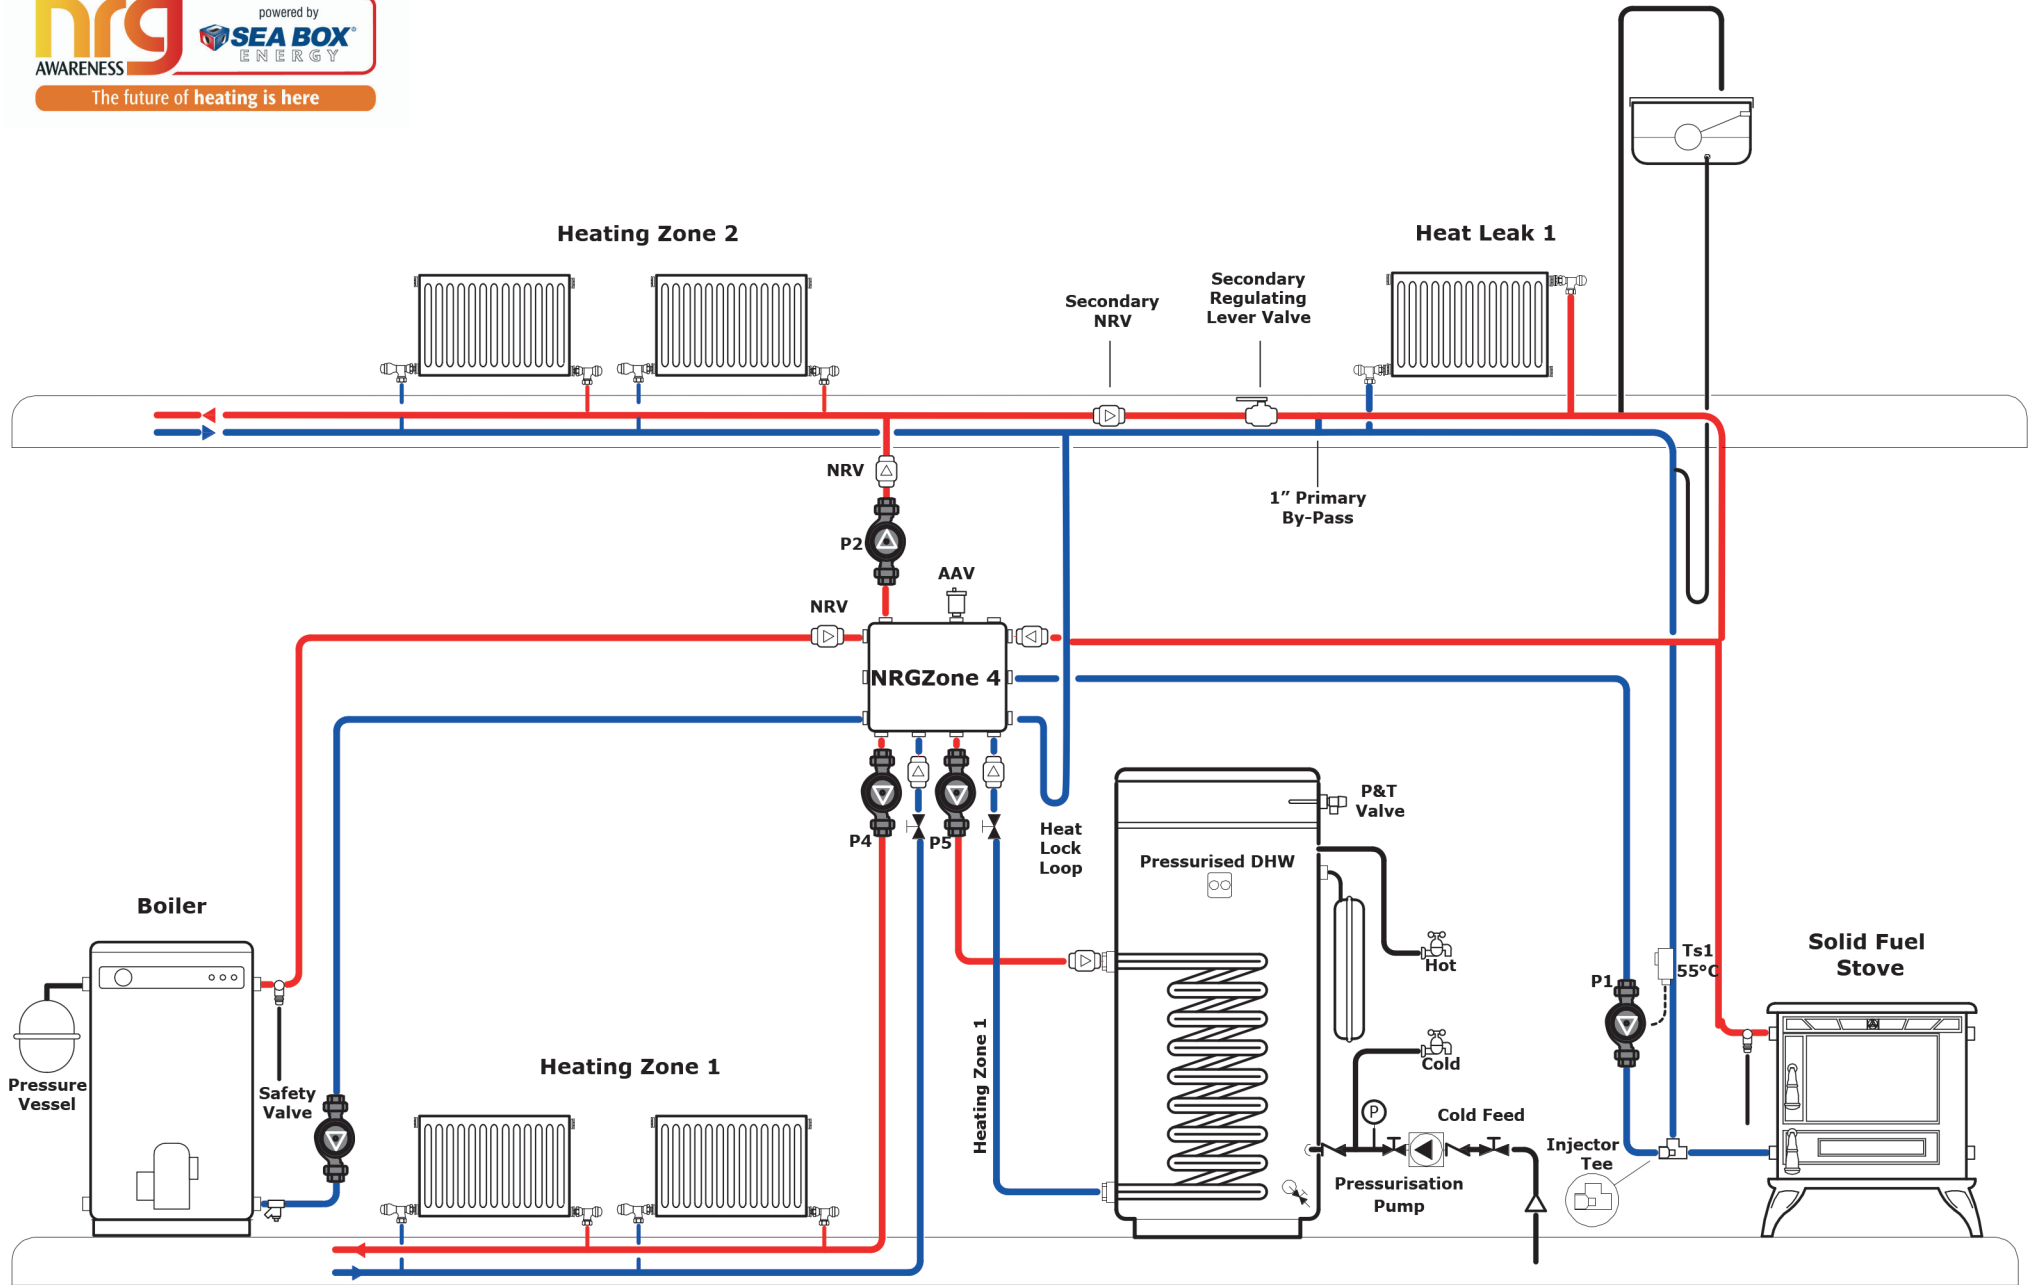 nrg
AWARENESS
powered by
SEA BOX
ENERGY
The future of heating is here
Heating Zone 2
Heat Leak 1
Secondary
NRV
Secondary
Regulating
Lever Valve
NRV
1” Primary
By-Pass
P2
AAV
NRV
NRGZone 4
P4
P5
Heat
Lock
Loop
P&T
Valve
Pressurised DHW
Boiler
Hot
Ts1
55°C
P1
Solid Fuel
Stove
Pressure
Vessel
Safety
Valve
Heating Zone 1
Heating Zone 1
Cold
P
Cold Feed
Injector
Tee
Pressurisation
Pump